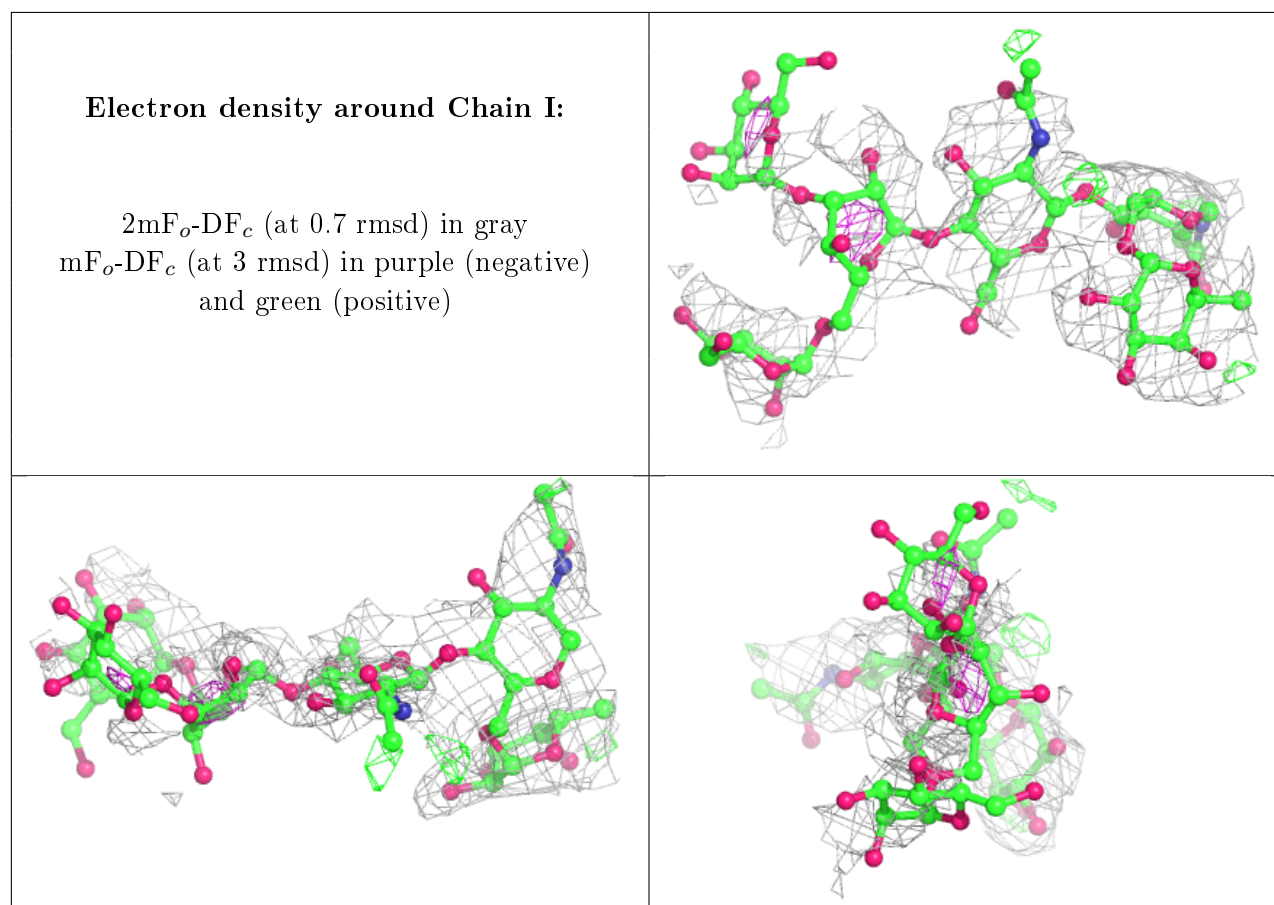 Electron density around Chain I:
2mFₒ-DF𝒸 (at 0.7 rmsd) in gray
mFₒ-DF𝒸 (at 3 rmsd) in purple (negative)
and green (positive)